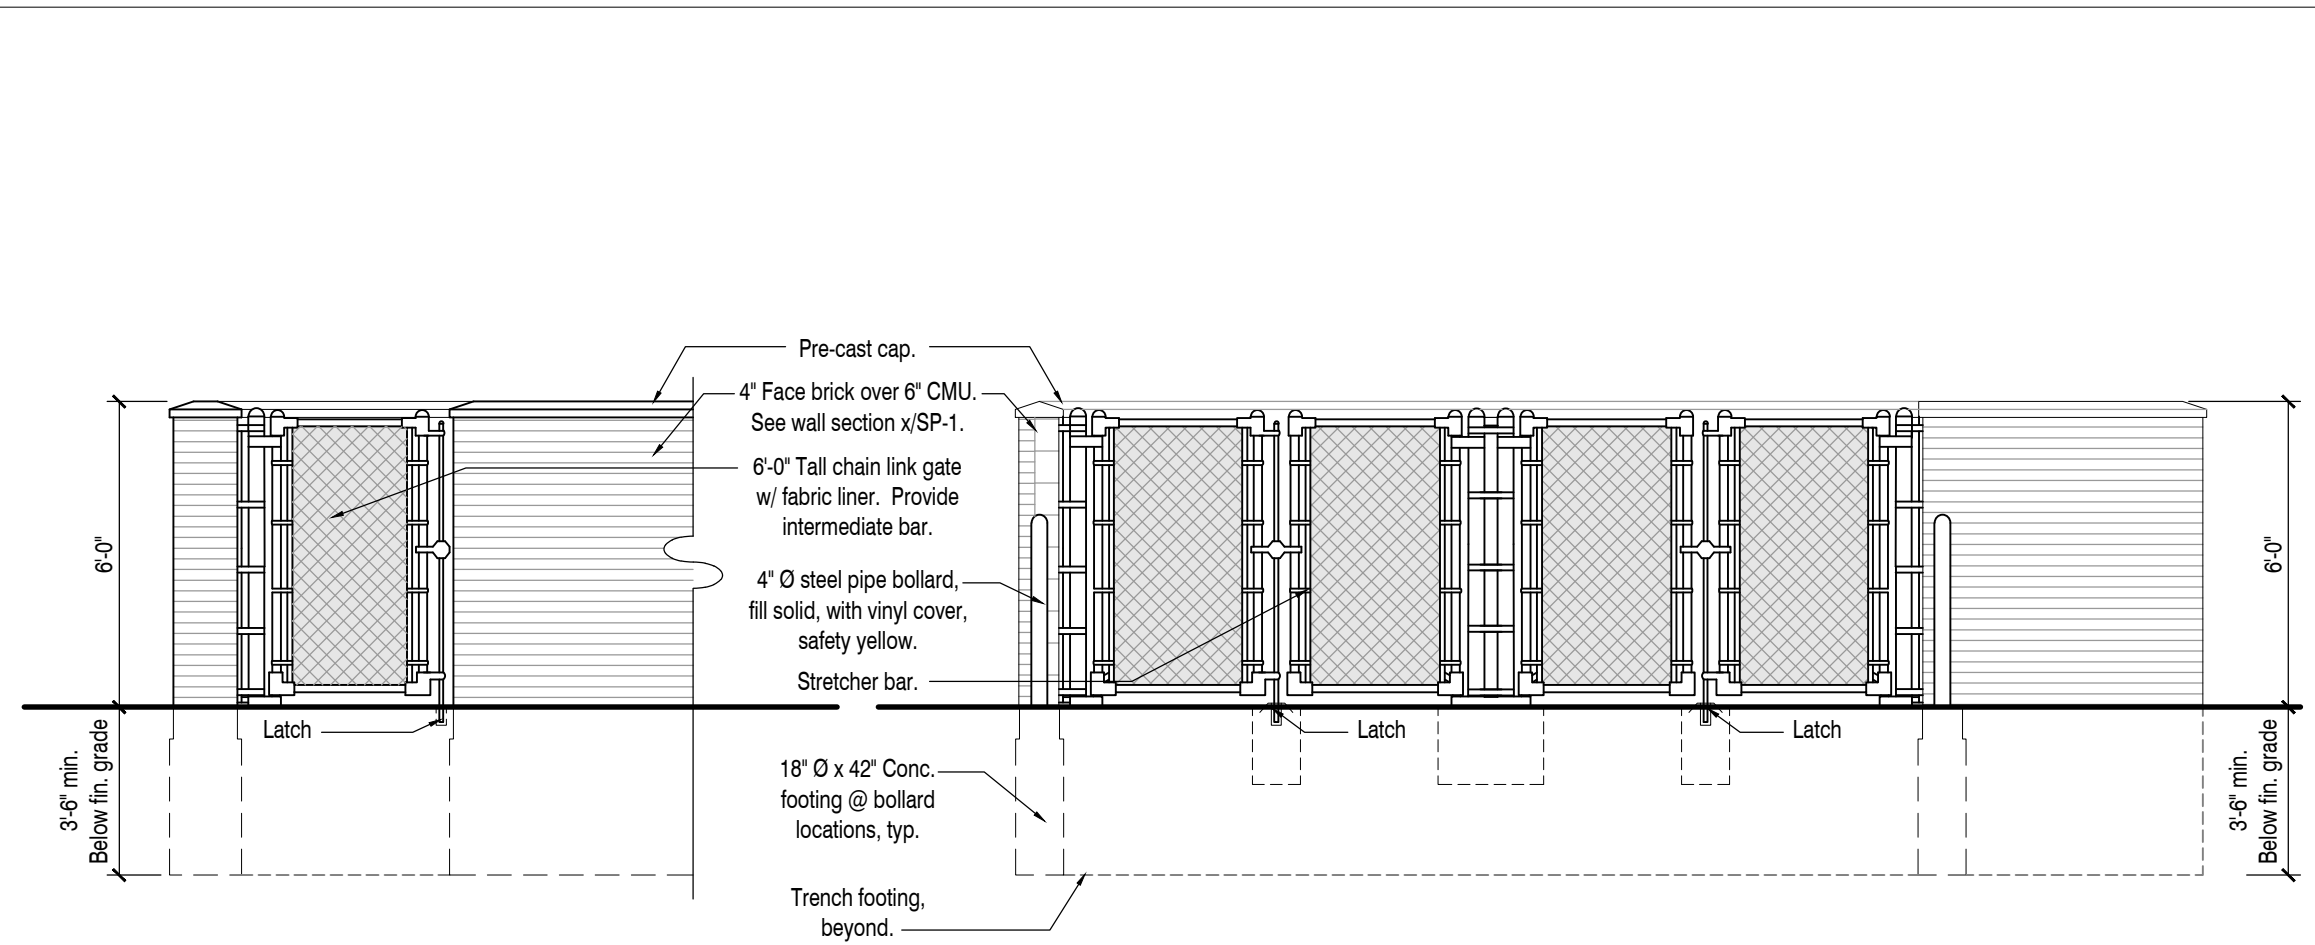 Pre-cast cap.
4" Face brick over 6" CMU.
See wall section x/SP-1.
6'-0" Tall chain link gate
w/ fabric liner. Provide
intermediate bar.
4" Ø steel pipe bollard,
fill solid, with vinyl cover,
safety yellow.
Stretcher bar.
6'-0"
6'-0"
Latch
Latch
Latch
3'-6" min.
Below fin. grade
18" Ø x 42" Conc.
footing @ bollard
locations, typ.
Trench footing,
beyond.
3'-6" min.
Below fin. grade